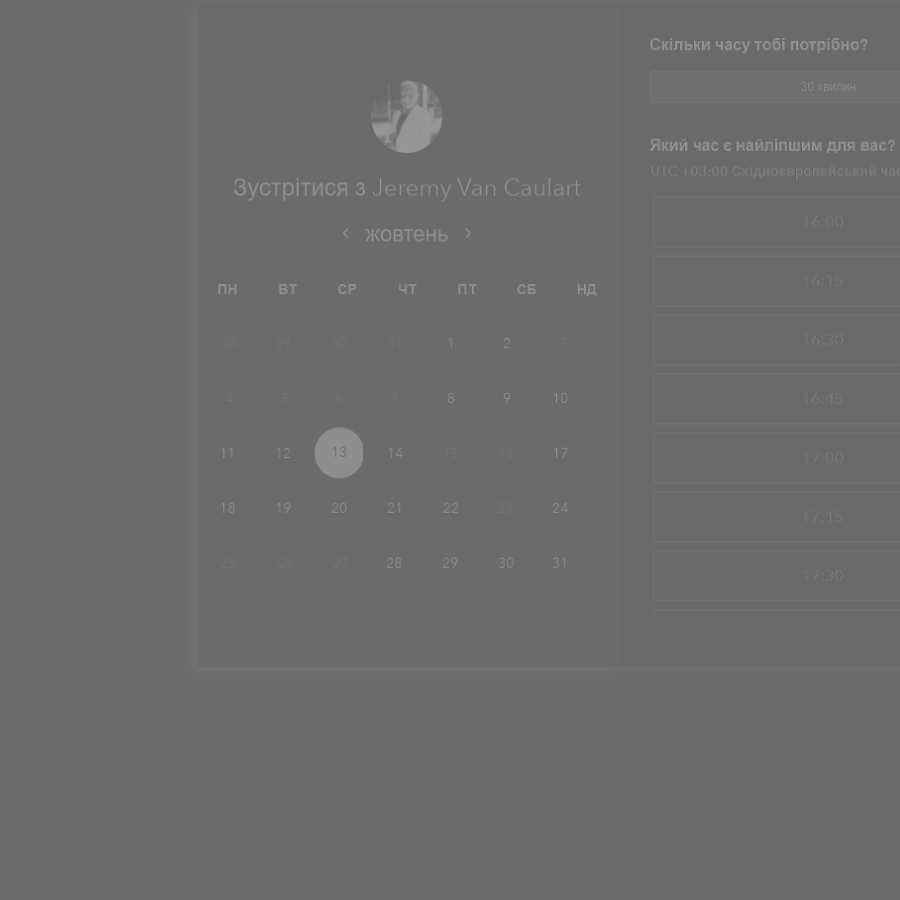 Зустрітися з Jeremy Van Caulart
жовтень
ПН ВТ СР ЧТ ПТ СБ НД
28 29 30 31 1 2 3
4 5 6 7 8 9 10
11 12 13 14 15 16 17
18 19 20 21 22 23 24
25 26 27 28 29 30 31
Скільки часу тобі потрібно?
30 хвилин
Який час є найліпшим для вас?
UTC +03:00 Східноєвропейський час
16:00
16:15
16:30
16:45
17:00
17:15
17:30